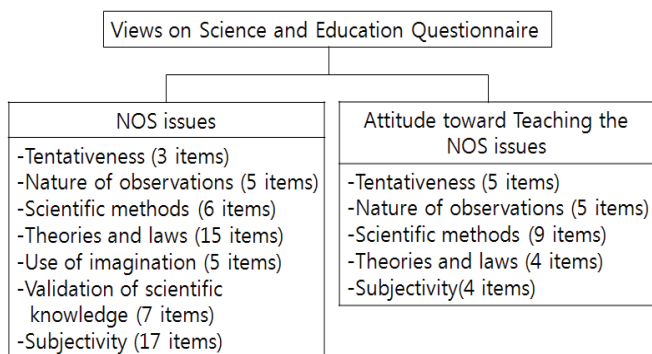 Views on Science and Education Questionnaire
NOS issues
-Tentativeness (3 items)
-Nature of observations (5 items)
-Scientific methods (6 items)
-Theories and laws (15 items)
-Use of imagination (5 items)
-Validation of scientific
knowledge (7 items)
-Subjectivity (17 items)
Attitude toward Teaching the
NOS issues
-Tentativeness (5 items)
-Nature of observations (5 items)
-Scientific methods (9 items)
-Theories and laws (4 items)
-Subjectivity(4 items)